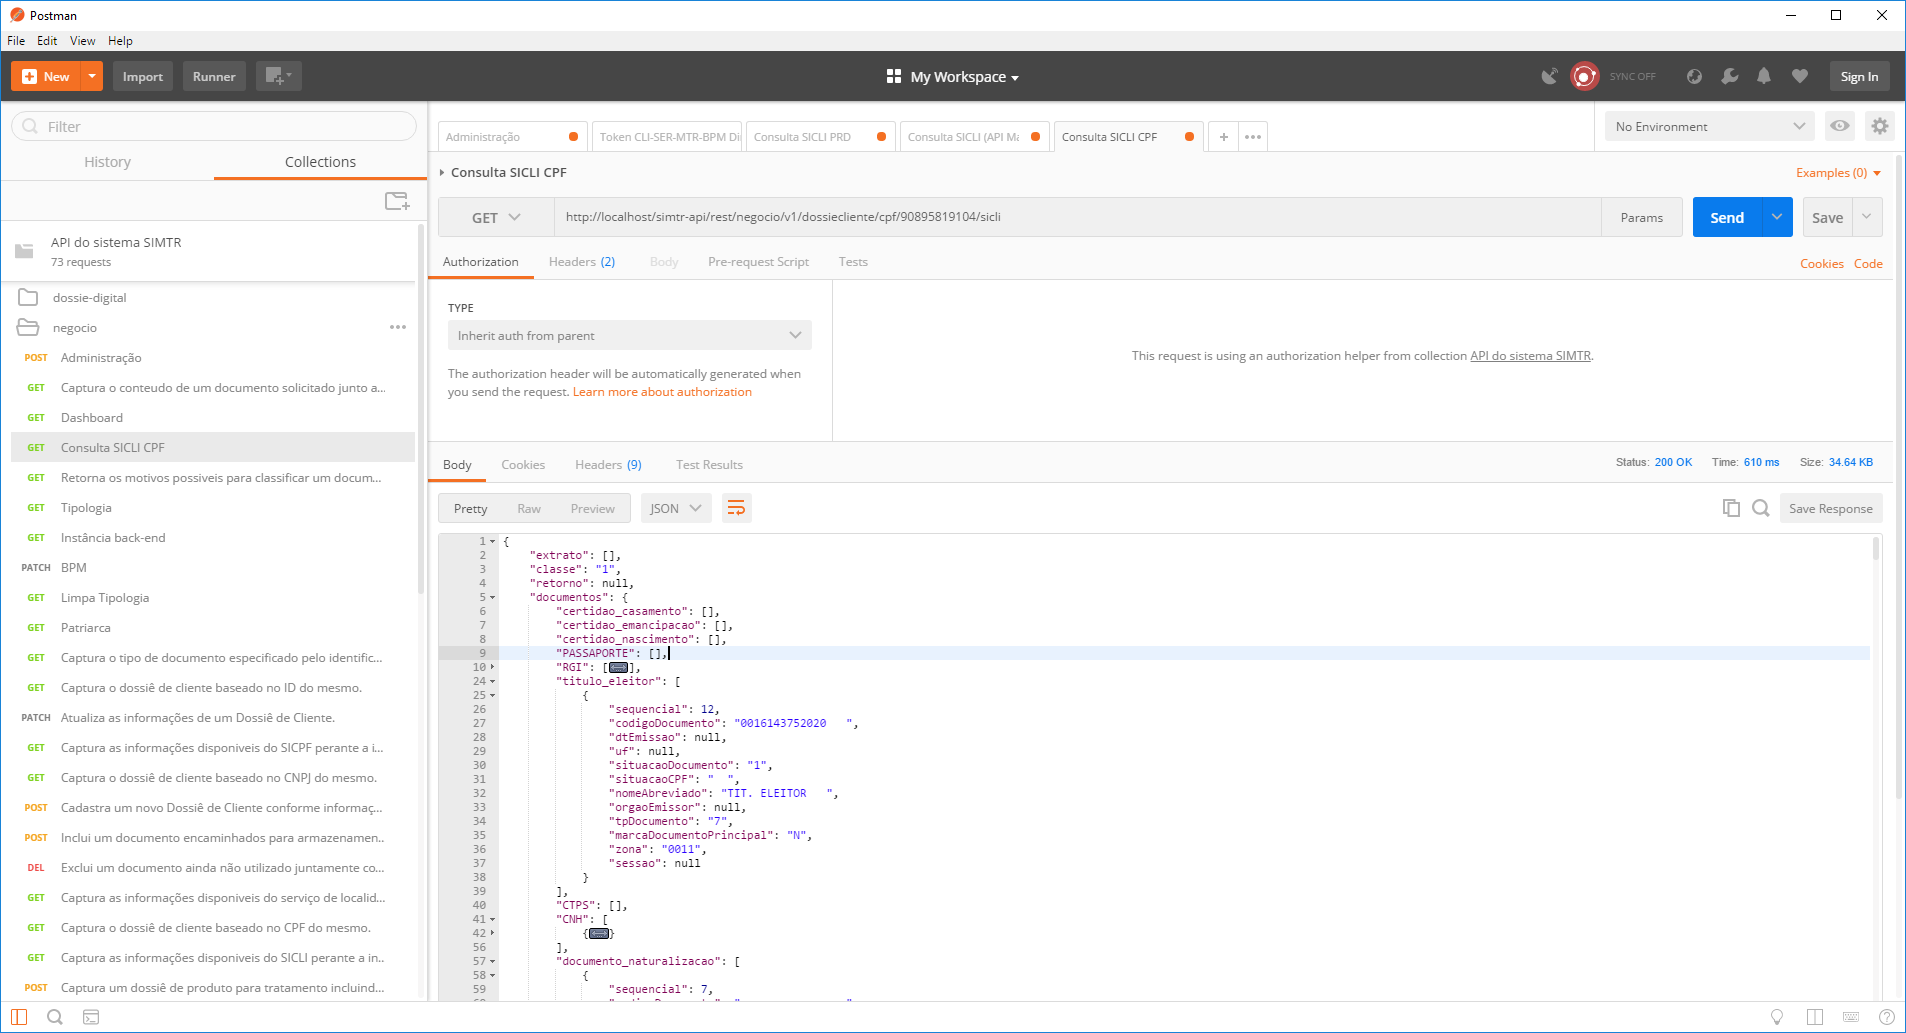 Postman
File Edit View Help
New Import Runner My Workspace SYNC OFF Sign In
Filter
History Collections
API do sistema SIMTR
73 requests
dossie-digital
negocio
POST Administração
GET Captura o conteudo de um documento solicitado junto a...
GET Dashboard
GET Consulta SICLI CPF
GET Retorna os motivos possiveis para classificar um docum...
GET Tipologia
GET Instância back-end
PATCH BPM
GET Limpa Tipologia
GET Patriarca
GET Captura o tipo de documento especificado pelo identific...
GET Captura o dossiê de cliente baseado no ID do mesmo.
PATCH Atualiza as informações de um Dossiê de Cliente.
GET Captura as informações disponiveis do SICPF perante a i...
GET Captura o dossiê de cliente baseado no CNPJ do mesmo.
POST Cadastra um novo Dossiê de Cliente conforme informaç...
POST Inclui um documento encaminhados para armazenamen..
DEL Exclui um documento ainda não utilizado juntamente co...
GET Captura as informações disponiveis do serviço de localid...
GET Captura o dossiê de cliente baseado no CPF do mesmo.
GET Captura as informações disponiveis do SICLI perante a in..
POST Captura um dossiê de produto para tratamento incluind...
Administração Token CLI-SER-MTR-BPM Di Consulta SICLI PRD Consulta SICLI (API Ma Consulta SICLI CPF + •••
No Environment
Consulta SICLI CPF Examples (0)
GET http://localhost/simtr-api/rest/negocio/v1/dossiecliente/cpf/90895819104/sicli Params Send Save
Authorization Headers (2) Body Pre-request Script Tests Cookies Code
TYPE
Inherit auth from parent
The authorization header will be automatically generated when
you send the request. Learn more about authorization
This request is using an authorization helper from collection API do sistema SIMTR.
Body Cookies Headers (9) Test Results Status: 200 OK Time: 610 ms Size: 34.64 KB
Pretty Raw Preview JSON Save Response
1 {
2 "extrato": [],
3 "classe": "1",
4 "retorno": null,
5 "documentos": {
6 "certidao_casamento": [],
7 "certidao_emancipacao": [],
8 "certidao_nascimento": [],
9 "PASSAPORTE": [],
10 "RGI": [],
24 "titulo_eleitor": [
25 {
26 "sequencial": 12,
27 "codigoDocumento": "0016143752020   ",
28 "dtEmissao": null,
29 "uf": null,
30 "situacaoDocumento": "1",
31 "situacaoCPF": "  ",
32 "nomeAbreviado": "TIT. ELEITOR   ",
33 "orgaoEmissor": null,
34 "tpDocumento": "7",
35 "marcaDocumentoPrincipal": "N",
36 "zona": "0011",
37 "sessao": null
38 }
39 ],
40 "CTPS": [],
41 "CNH": [
42 {}
56 ],
57 "documento_naturalizacao": [
58 {
59 "sequencial": 7,